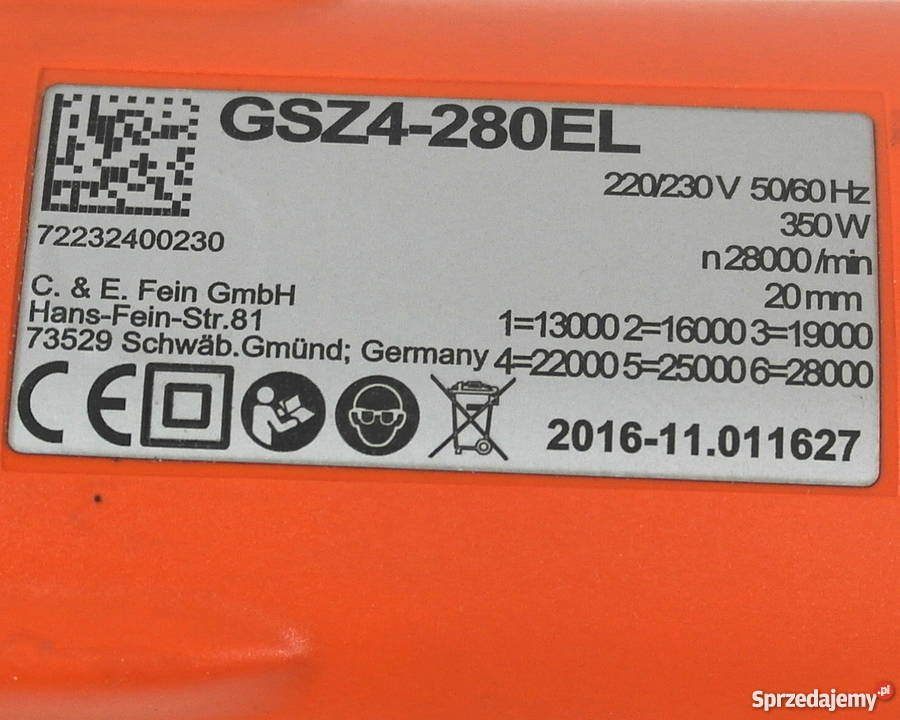 GSZ4-280EL
220/230 V 50/60 Hz
350 W
72232400230
n 28000 /min
20 mm
C. & E. Fein GmbH
Hans-Fein-Str.81
73529 Schwäb.Gmünd; Germany
1=13000 2=16000 3=19000
4=22000 5=25000 6=28000
CE
2016-11.011627
Sprzedajemy.pl